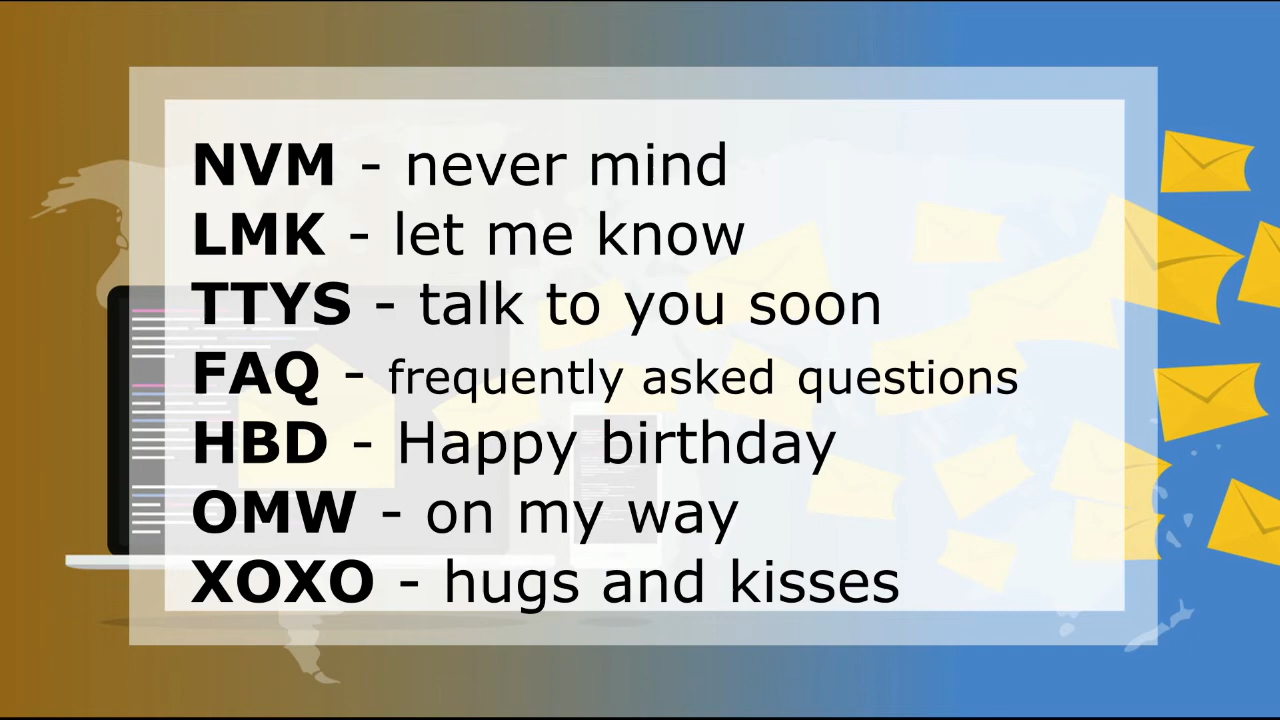 NVM - never mind
LMK - let me know
TTYS - talk to you soon
FAQ - frequently asked questions
HBD - Happy birthday
OMW - on my way
XOXO - hugs and kisses